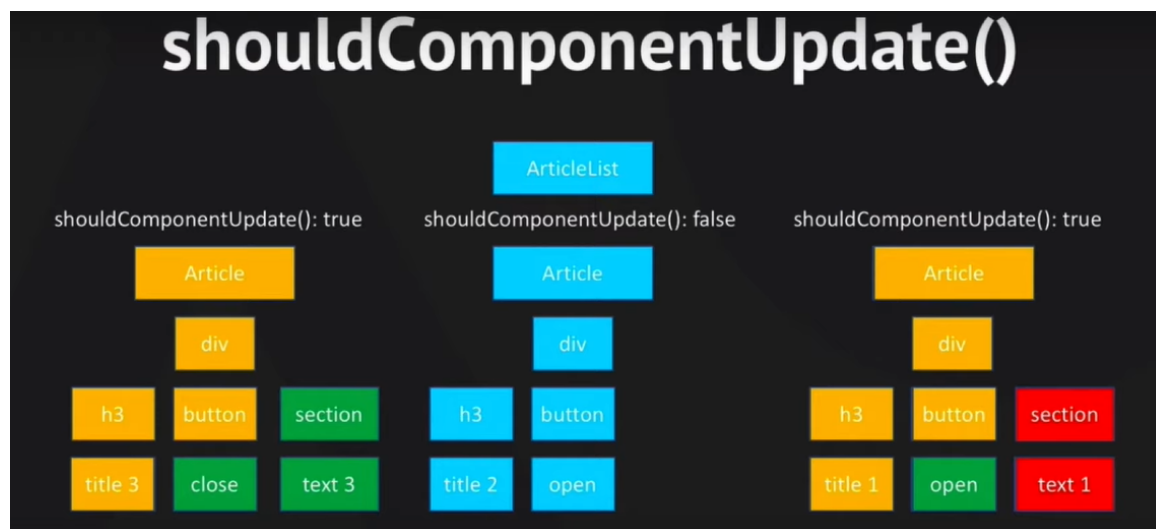 shouldComponentUpdate()
ArticleList
shouldComponentUpdate(): true shouldComponentUpdate(): false shouldComponentUpdate(): true
Article Article Article
div div div
h3 button section h3 button h3 button section
title 3 close text 3 title 2 open title 1 open text 1